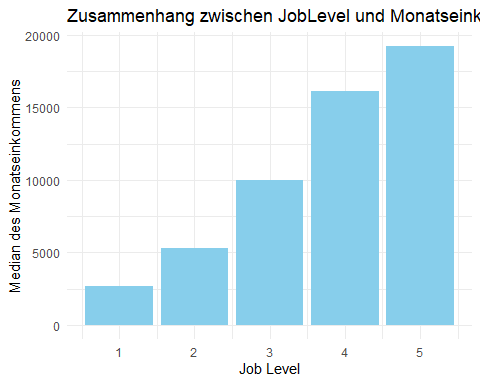 Zusammenhang zwischen JobLevel und Monatseink
20000
15000
10000
5000
0
Median des Monatseinkommens
1 2 3 4 5
Job Level